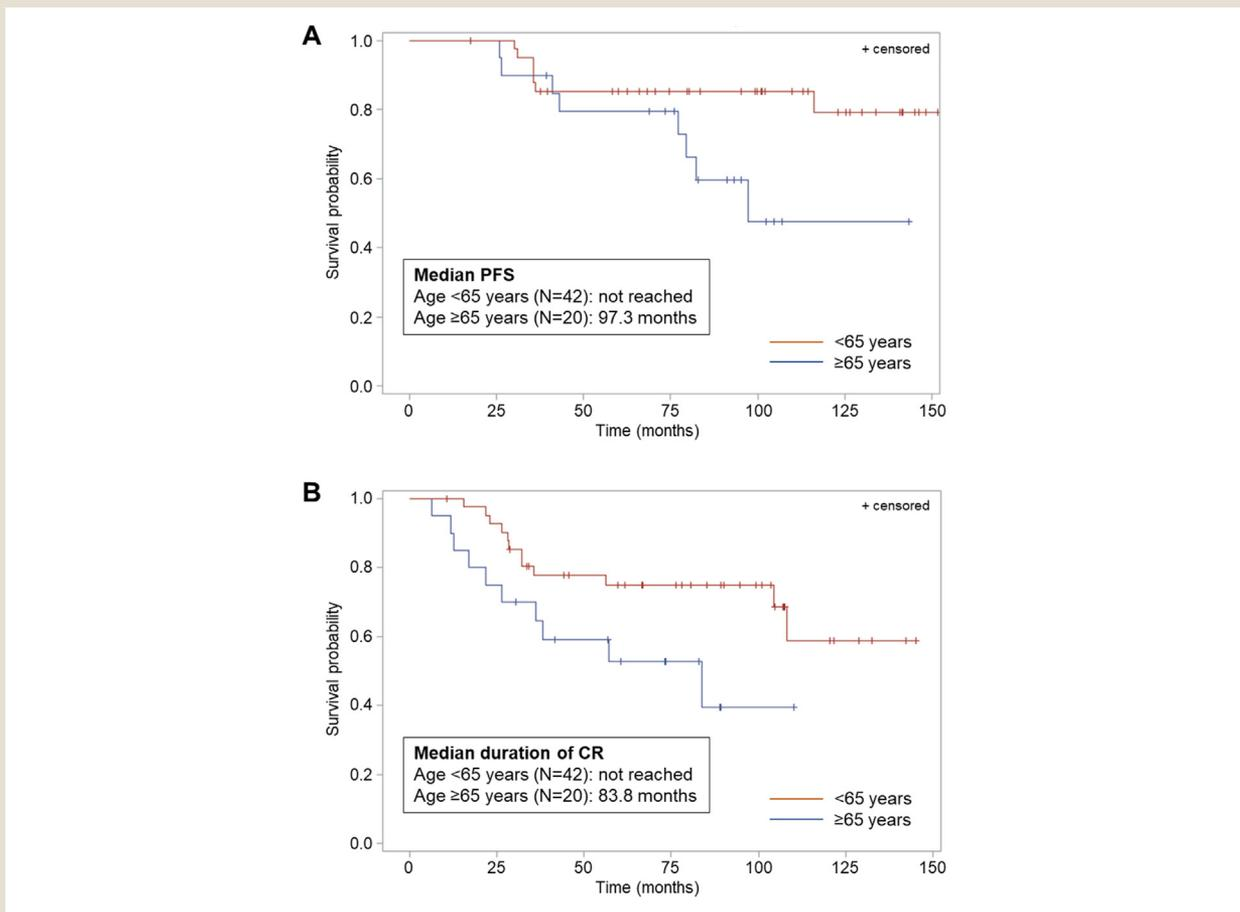 A
+ censored
1.0
0.8
0.6
0.4
0.2
0.0
Survival probability
Median PFS
Age <65 years (N=42): not reached
Age ≥65 years (N=20): 97.3 months
<65 years
≥65 years
0 25 50 75 100 125 150
Time (months)
B
+ censored
1.0
0.8
0.6
0.4
0.2
0.0
Survival probability
Median duration of CR
Age <65 years (N=42): not reached
Age ≥65 years (N=20): 83.8 months
<65 years
≥65 years
0 25 50 75 100 125 150
Time (months)